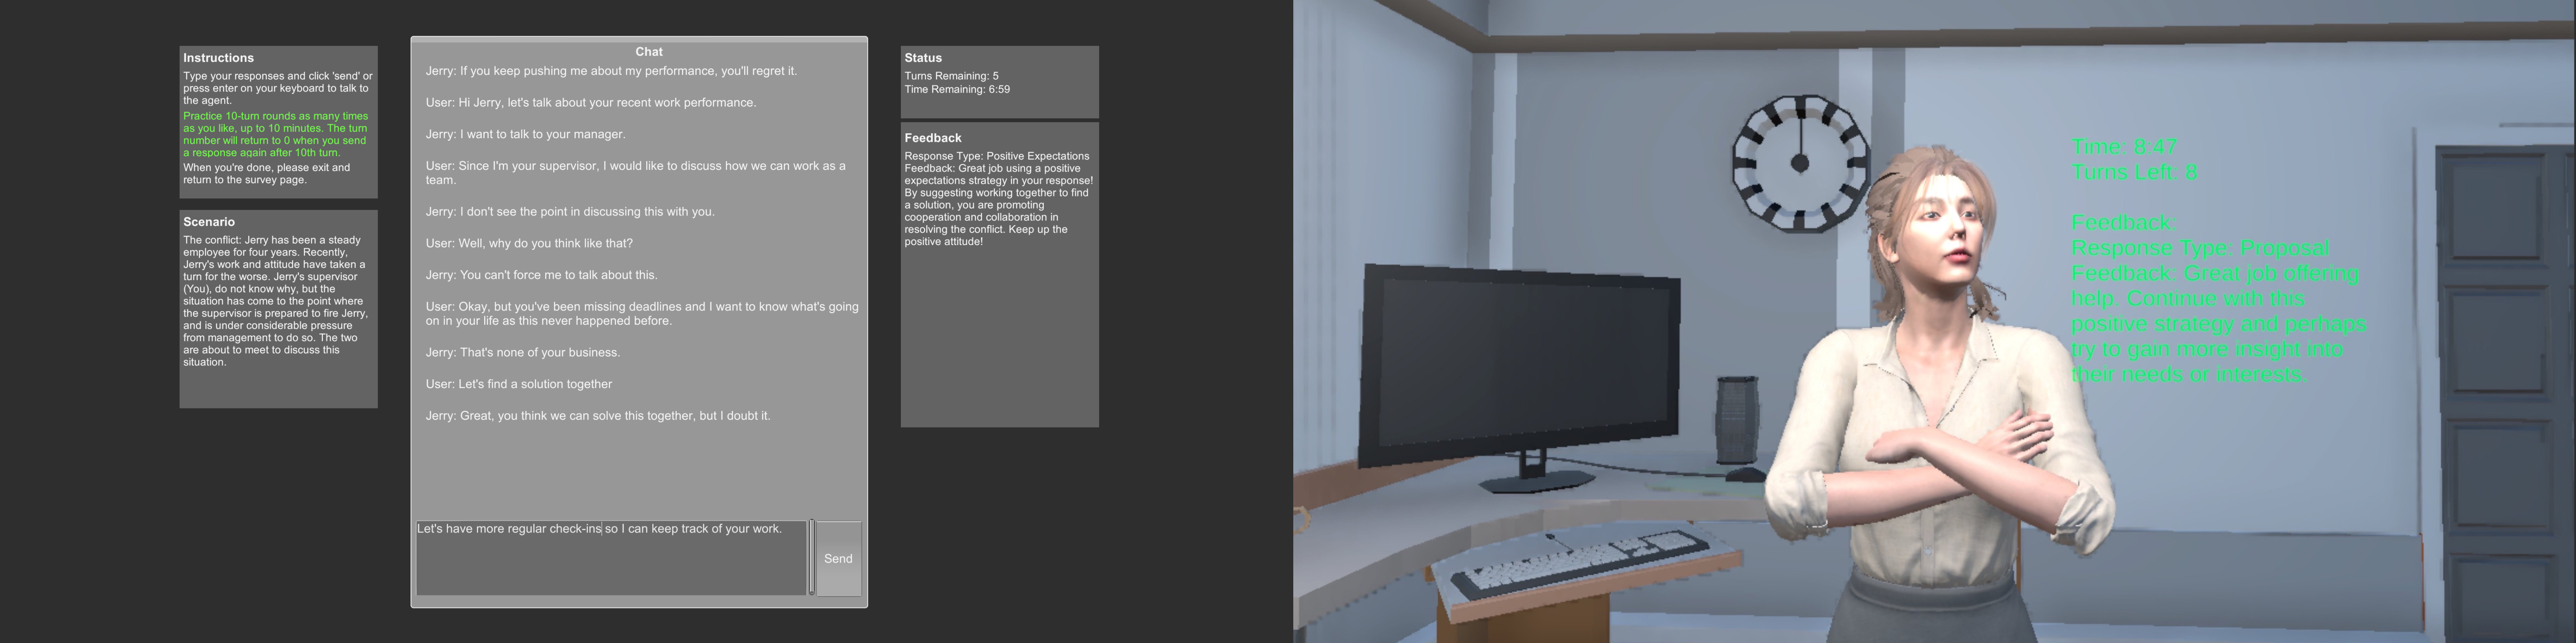 Instructions
Type your responses and click 'send' or
press enter on your keyboard to talk to
the agent.
Practice 10-turn rounds as many times
as you like, up to 10 minutes. The turn
number will return to 0 when you send
a response again after 10th turn.
When you're done, please exit and
return to the survey page.
Scenario
The conflict: Jerry has been a steady
employee for four years. Recently,
Jerry's work and attitude have taken a
turn for the worse. Jerry's supervisor
(You), do not know why, but the
situation has come to the point where
the supervisor is prepared to fire Jerry,
and is under considerable pressure
from management to do so. The two
are about to meet to discuss this
situation.
Chat
Jerry: If you keep pushing me about my performance, you'll regret it.
User: Hi Jerry, let's talk about your recent work performance.
Jerry: I want to talk to your manager.
User: Since I'm your supervisor, I would like to discuss how we can work as a
team.
Jerry: I don't see the point in discussing this with you.
User: Well, why do you think like that?
Jerry: You can't force me to talk about this.
User: Okay, but you've been missing deadlines and I want to know what's going
on in your life as this never happened before.
Jerry: That's none of your business.
User: Let's find a solution together
Jerry: Great, you think we can solve this together, but I doubt it.
Let's have more regular check-ins so I can keep track of your work.
Send
Status
Turns Remaining: 5
Time Remaining: 6:59
Feedback
Response Type: Positive Expectations
Feedback: Great job using a positive
expectations strategy in your response!
By suggesting working together to find
a solution, you are promoting
cooperation and collaboration in
resolving the conflict. Keep up the
positive attitude!
Time: 8:47
Turns Left: 8
Feedback:
Response Type: Proposal
Feedback: Great job offering
help. Continue with this
positive strategy and perhaps
try to gain more insight into
their needs or interests.